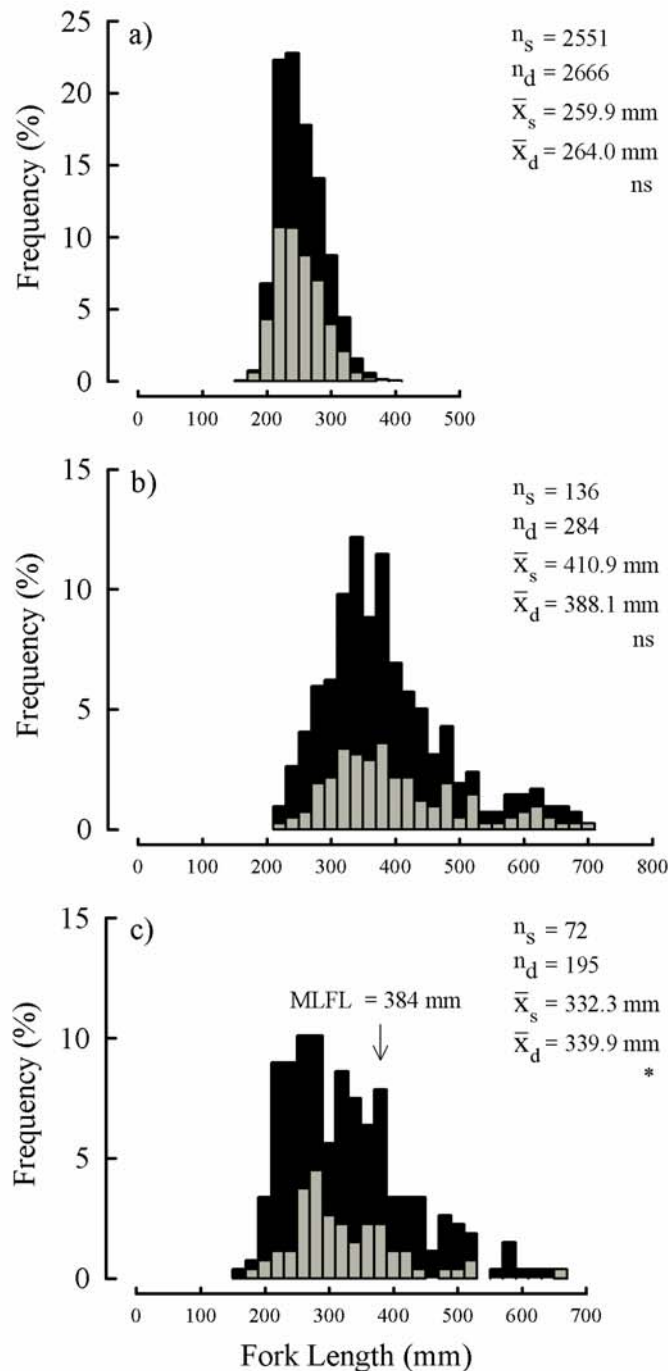 a)
n_s = 2551
n_d = 2666
x̄_s = 259.9 mm
x̄_d = 264.0 mm
ns
Frequency (%)
25
20
15
10
5
0
0 100 200 300 400 500
b)
n_s = 136
n_d = 284
x̄_s = 410.9 mm
x̄_d = 388.1 mm
ns
Frequency (%)
15
10
5
0
0 100 200 300 400 500 600 700 800
c)
n_s = 72
n_d = 195
x̄_s = 332.3 mm
x̄_d = 339.9 mm
*
MLFL = 384 mm
Frequency (%)
15
10
5
0
0 100 200 300 400 500 600 700
Fork Length (mm)